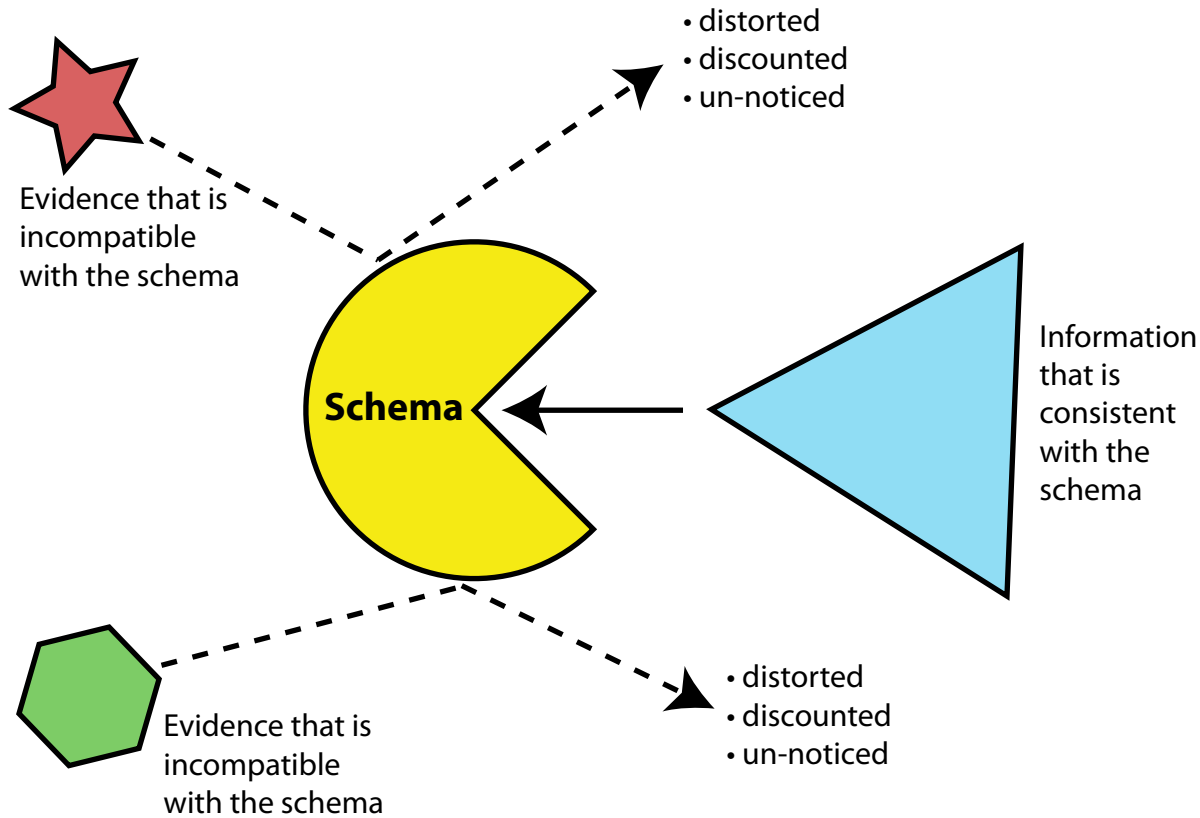 • distorted
• discounted
• un-noticed
Evidence that is
incompatible
with the schema
Schema
Information
that is
consistent
with the
schema
• distorted
• discounted
• un-noticed
Evidence that is
incompatible
with the schema